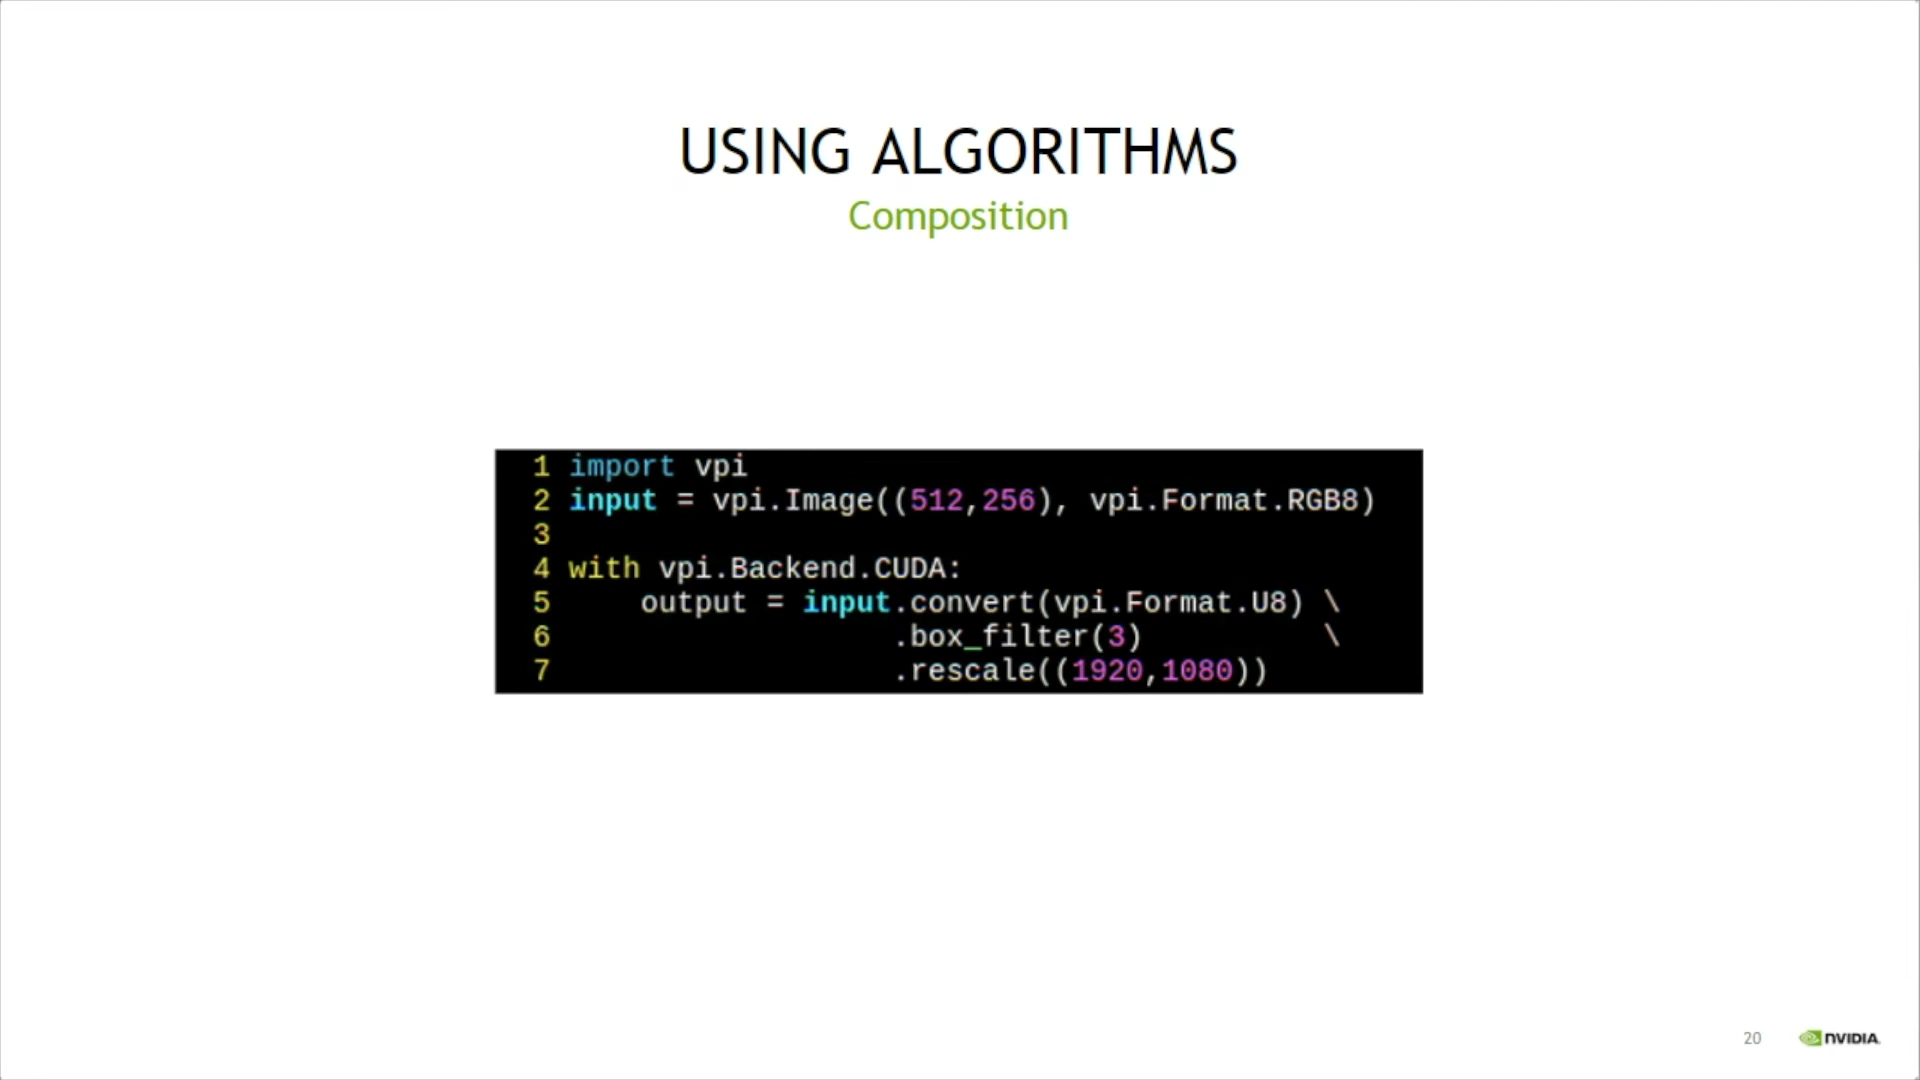 USING ALGORITHMS
Composition
1 import vpi
2 input = vpi.Image((512,256), vpi.Format.RGB8)
3
4 with vpi.Backend.CUDA:
5     output = input.convert(vpi.Format.U8) \
6                   .box_filter(3)          \
7                   .rescale((1920,1080))
20 NVIDIA.